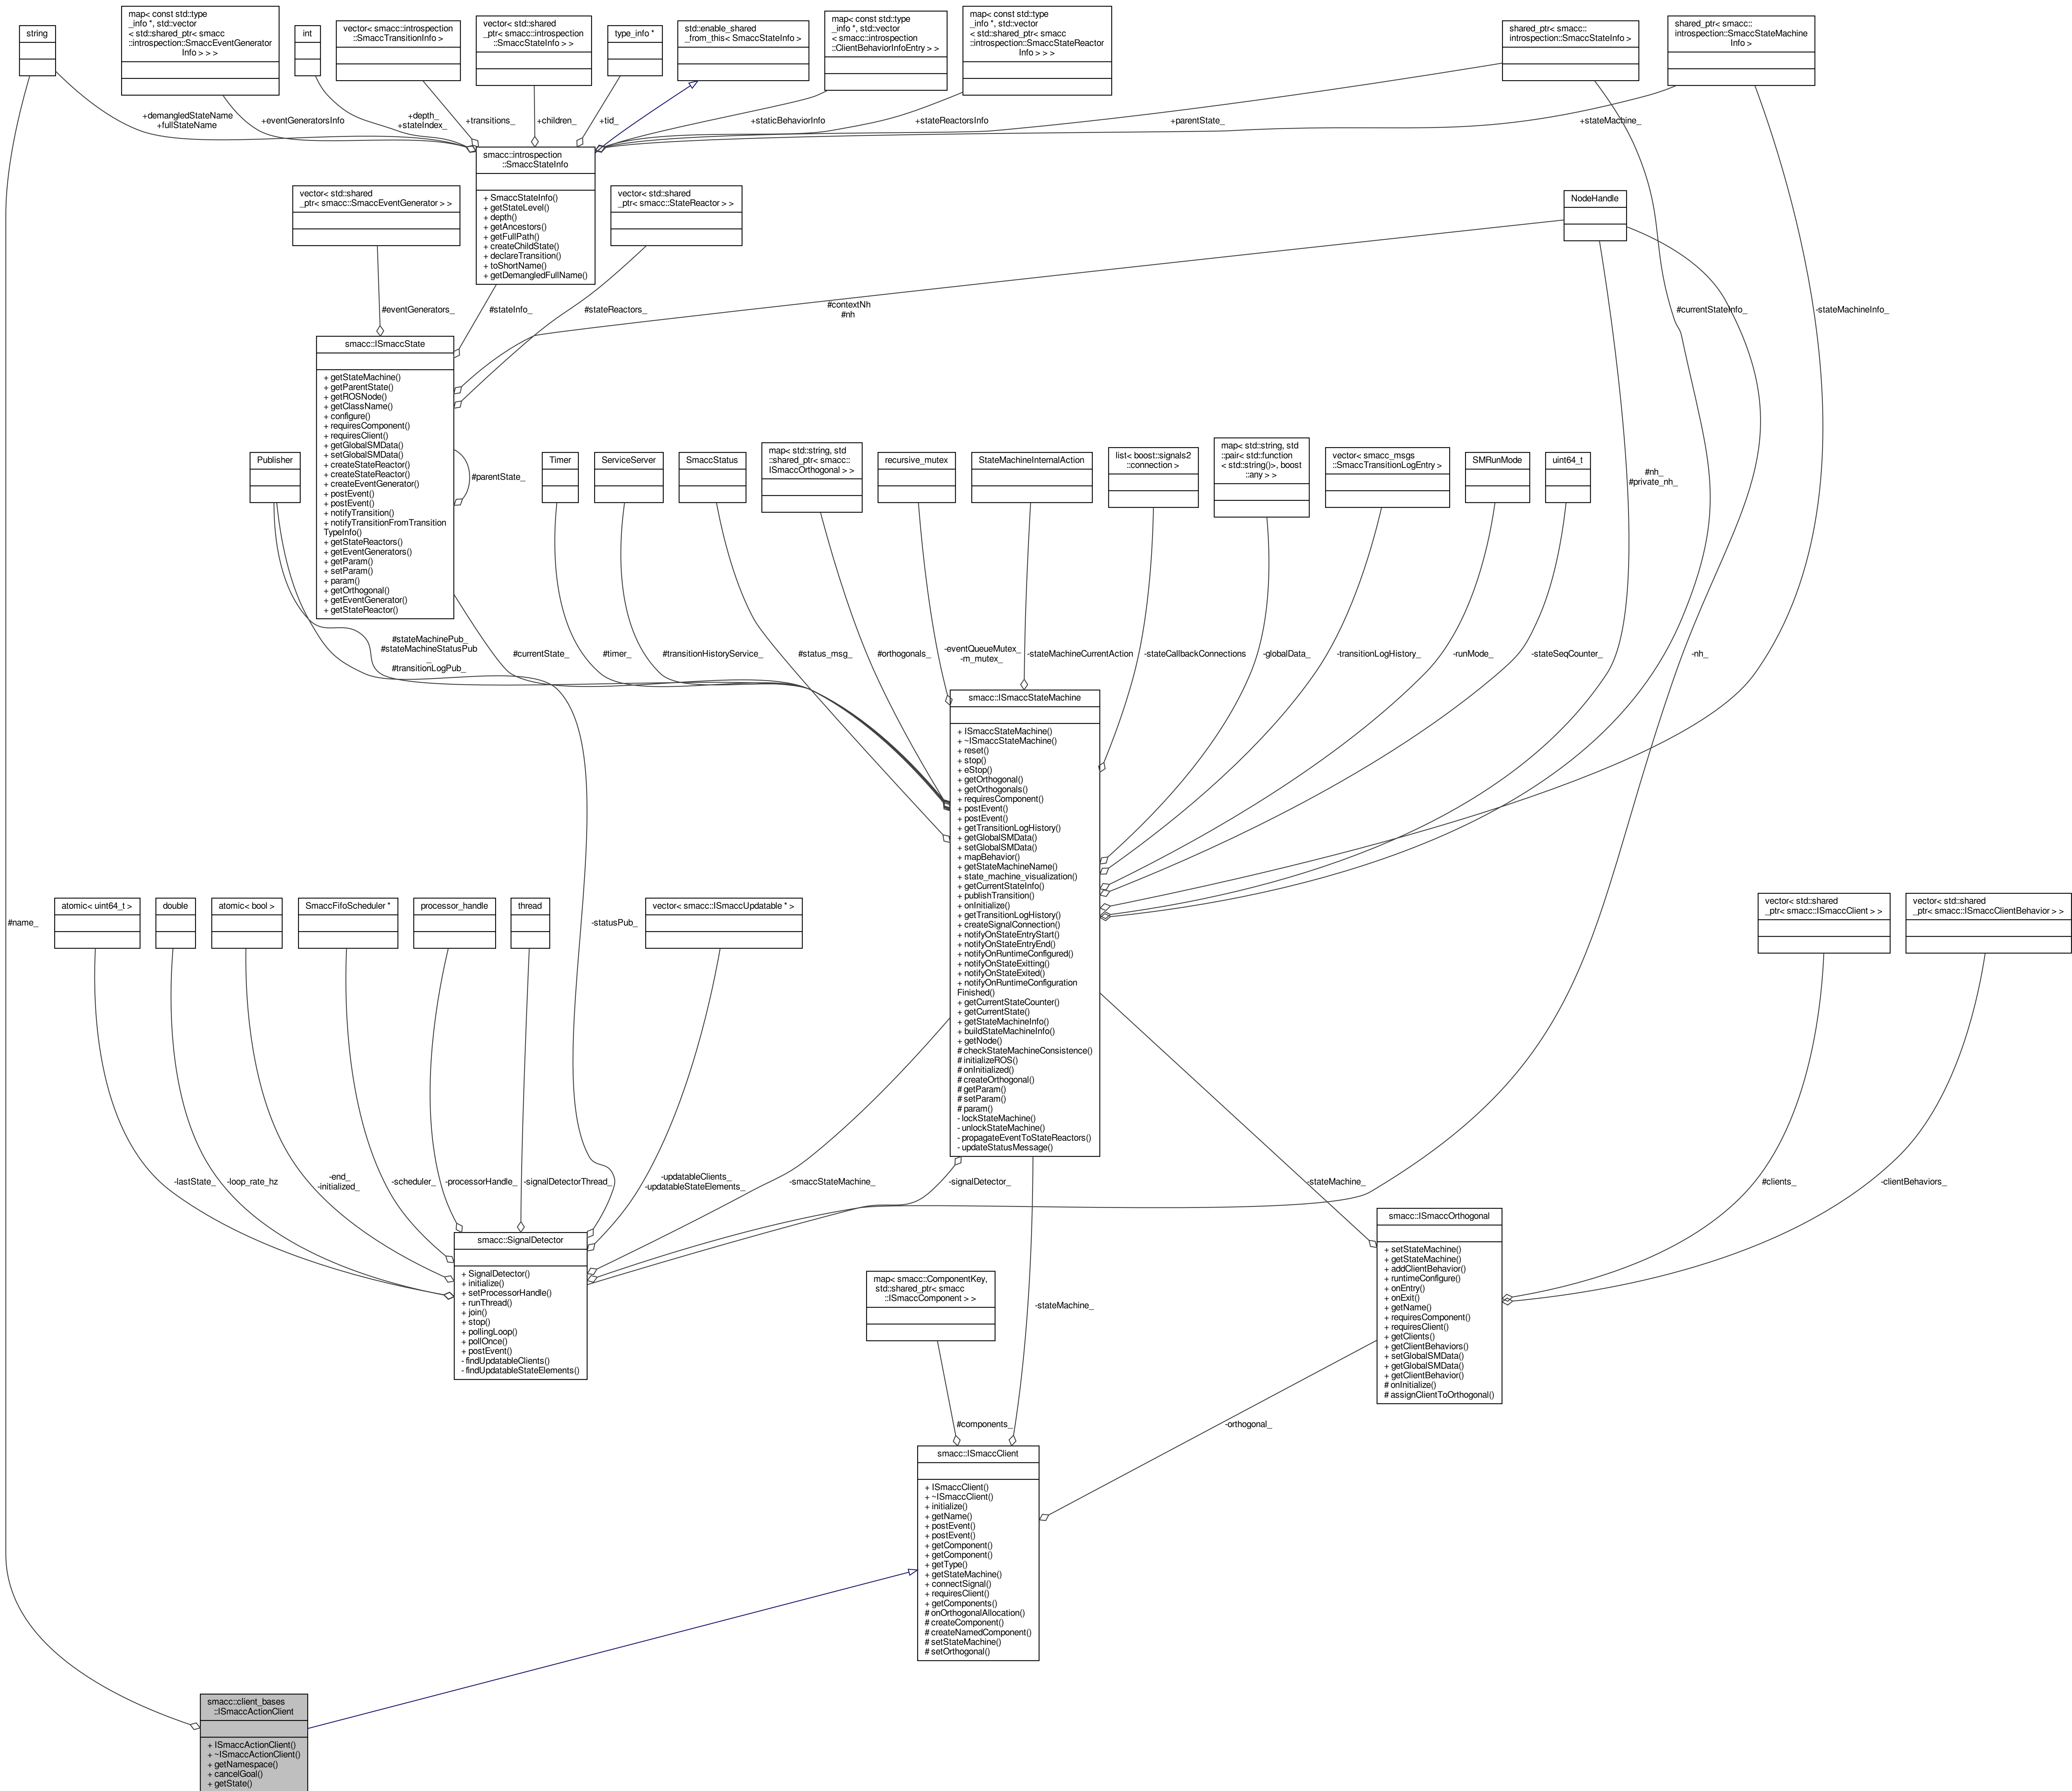 string
map< const std::type
_info *, std::vector
< std::shared_ptr< smacc
::introspection::SmaccEventGenerator
Info > > >
int
vector< smacc::introspection
::SmaccTransitionInfo >
vector< std::shared
_ptr< smacc::introspection
::SmaccStateInfo > >
type_info *
std::enable_shared
_from_this< SmaccStateInfo >
map< const std::type
_info *, std::vector
< smacc::introspection
::ClientBehaviorInfoEntry > >
map< const std::type
_info *, std::vector
< std::shared_ptr< smacc
::introspection::SmaccStateReactor
Info > > >
shared_ptr< smacc::
introspection::SmaccStateInfo >
shared_ptr< smacc::
introspection::SmaccStateMachine
Info >
+demangledStateName
+fullStateName
+eventGeneratorsInfo
+depth_
+stateIndex_
+transitions_
+children_
+tid_
+staticBehaviorInfo
+stateReactorsInfo
+parentState_
+stateMachine_
smacc::introspection
::SmaccStateInfo
+ SmaccStateInfo()
+ getStateLevel()
+ depth()
+ getAncestors()
+ getFullPath()
+ createChildState()
+ declareTransition()
+ toShortName()
+ getDemangledFullName()
vector< std::shared
_ptr< smacc::SmaccEventGenerator > >
vector< std::shared
_ptr< smacc::StateReactor > >
NodeHandle
#eventGenerators_
#stateInfo_
#stateReactors_
#contextNh
#nh
#currentStateInfo_
-stateMachineInfo_
smacc::ISmaccState
+ getStateMachine()
+ getParentState()
+ getROSNode()
+ getClassName()
+ configure()
+ requiresComponent()
+ requiresClient()
+ getGlobalSMData()
+ setGlobalSMData()
+ createStateReactor()
+ createStateReactor()
+ createEventGenerator()
+ postEvent()
+ postEvent()
+ notifyTransition()
+ notifyTransitionFromTransition
TypeInfo()
+ getStateReactors()
+ getEventGenerators()
+ getParam()
+ setParam()
+ param()
+ getOrthogonal()
+ getEventGenerator()
+ getStateReactor()
#parentState_
Publisher
Timer
ServiceServer
SmaccStatus
map< std::string, std
::shared_ptr< smacc::
ISmaccOrthogonal > >
recursive_mutex
StateMachineInternalAction
list< boost::signals2
::connection >
map< std::string, std
::pair< std::function
< std::string()>, boost
::any > >
vector< smacc_msgs
::SmaccTransitionLogEntry >
SMRunMode
uint64_t
#nh_
#private_nh_
#stateMachinePub_
#stateMachineStatusPub
_
#transitionLogPub_
#currentState_
#timer_
#transitionHistoryService_
#status_msg_
#orthogonals_
-eventQueueMutex_
-m_mutex_
-stateMachineCurrentAction
-stateCallbackConnections
-globalData_
-transitionLogHistory_
-runMode_
-stateSeqCounter_
-nh_
smacc::ISmaccStateMachine
+ ISmaccStateMachine()
+ ~ISmaccStateMachine()
+ reset()
+ stop()
+ eStop()
+ getOrthogonal()
+ getOrthogonals()
+ requiresComponent()
+ postEvent()
+ postEvent()
+ getTransitionLogHistory()
+ getGlobalSMData()
+ setGlobalSMData()
+ mapBehavior()
+ getStateMachineName()
+ state_machine_visualization()
+ getCurrentStateInfo()
+ publishTransition()
+ onInitialize()
+ getTransitionLogHistory()
+ createSignalConnection()
+ notifyOnStateEntryStart()
+ notifyOnStateEntryEnd()
+ notifyOnRuntimeConfigured()
+ notifyOnStateExitting()
+ notifyOnStateExited()
+ notifyOnRuntimeConfiguration
Finished()
+ getCurrentStateCounter()
+ getCurrentState()
+ getStateMachineInfo()
+ buildStateMachineInfo()
+ getNode()
# checkStateMachineConsistence()
# initializeROS()
# onInitialized()
# createOrthogonal()
# getParam()
# setParam()
# param()
- lockStateMachine()
- unlockStateMachine()
- propagateEventToStateReactors()
- updateStatusMessage()
#name_
atomic< uint64_t >
double
atomic< bool >
SmaccFifoScheduler *
processor_handle
thread
-statusPub_
vector< smacc::ISmaccUpdatable * >
vector< std::shared
_ptr< smacc::ISmaccClient > >
vector< std::shared
_ptr< smacc::ISmaccClientBehavior > >
-lastState_
-loop_rate_hz
-end_
-initialized_
-scheduler_
-processorHandle_
-signalDetectorThread_
-updatableClients_
-updatableStateElements_
-smaccStateMachine_
-signalDetector_
-stateMachine_
#clients_
-clientBehaviors_
smacc::SignalDetector
+ SignalDetector()
+ initialize()
+ setProcessorHandle()
+ runThread()
+ join()
+ stop()
+ pollingLoop()
+ pollOnce()
+ postEvent()
- findUpdatableClients()
- findUpdatableStateElements()
smacc::ISmaccOrthogonal
+ setStateMachine()
+ getStateMachine()
+ addClientBehavior()
+ runtimeConfigure()
+ onEntry()
+ onExit()
+ getName()
+ requiresComponent()
+ requiresClient()
+ getClients()
+ getClientBehaviors()
+ setGlobalSMData()
+ getGlobalSMData()
+ getClientBehavior()
# onInitialize()
# assignClientToOrthogonal()
map< smacc::ComponentKey,
std::shared_ptr< smacc
::ISmaccComponent > >
-stateMachine_
#components_
-orthogonal_
smacc::ISmaccClient
+ ISmaccClient()
+ ~ISmaccClient()
+ initialize()
+ getName()
+ postEvent()
+ postEvent()
+ getComponent()
+ getComponent()
+ getType()
+ getStateMachine()
+ connectSignal()
+ requiresClient()
+ getComponents()
# onOrthogonalAllocation()
# createComponent()
# createNamedComponent()
# setStateMachine()
# setOrthogonal()
smacc::client_bases
::ISmaccActionClient
+ ISmaccActionClient()
+ ~ISmaccActionClient()
+ getNamespace()
+ cancelGoal()
+ getState()